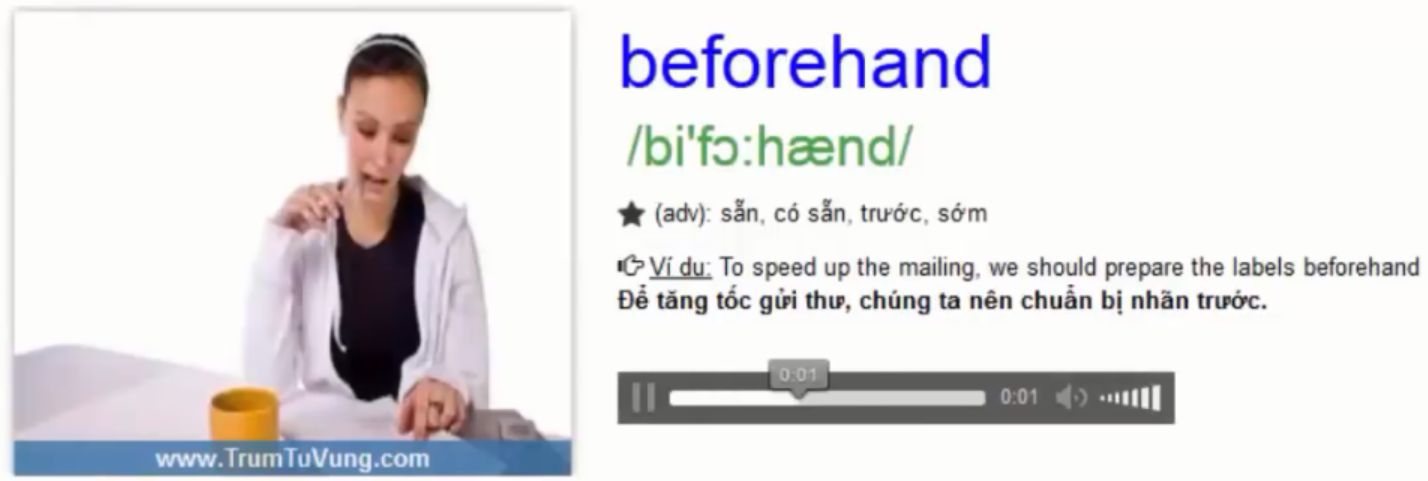 beforehand
/bi'fɔ:hænd/
★ (adv): sẵn, có sẵn, trước, sớm
Ví dụ: To speed up the mailing, we should prepare the labels beforehand
Để tăng tốc gửi thư, chúng ta nên chuẩn bị nhãn trước.
0:01
0:01
www.TrumTuVung.com